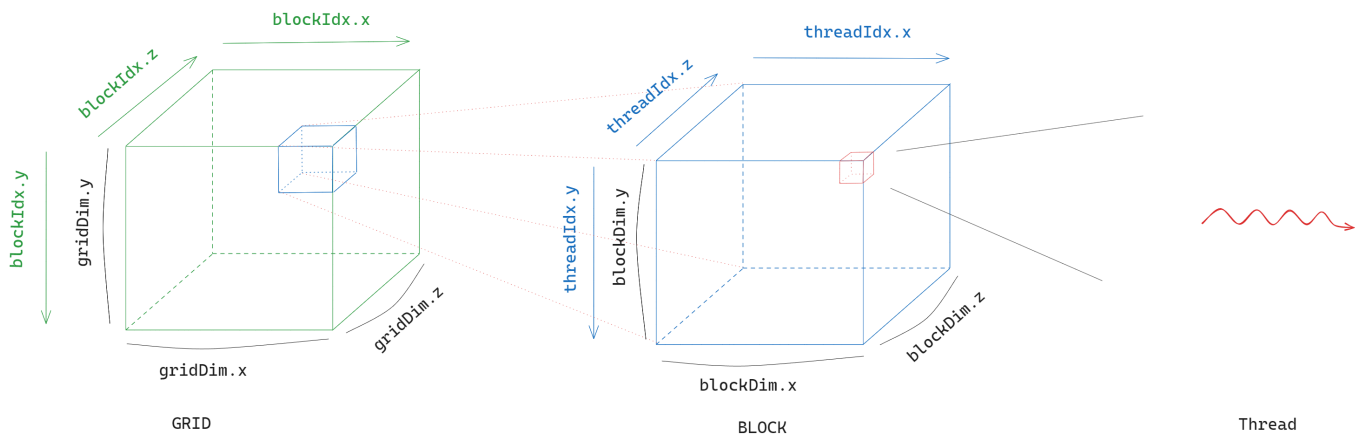 blockIdx.x
blockIdx.z
blockIdx.y
gridDim.y
gridDim.z
gridDim.x
GRID
threadIdx.x
threadIdx.z
threadIdx.y
blockDim.y
blockDim.z
blockDim.x
BLOCK
Thread